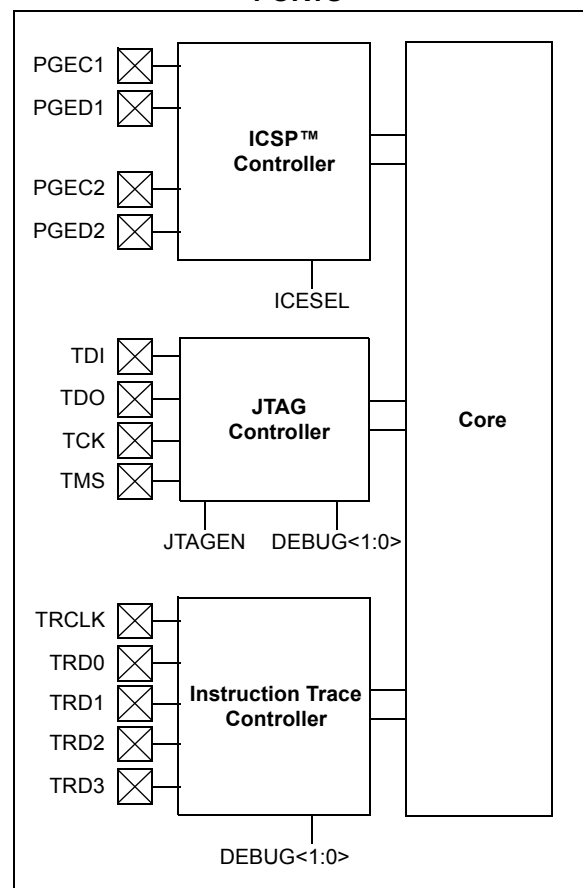 PORTS
PGEC1
PGED1
ICSP™
Controller
PGEC2
PGED2
ICESEL
TDI
TDO
JTAG
Controller
TCK
TMS
Core
JTAGEN DEBUG<1:0>
TRCLK
TRD0
TRD1
Instruction Trace
Controller
TRD2
TRD3
DEBUG<1:0>